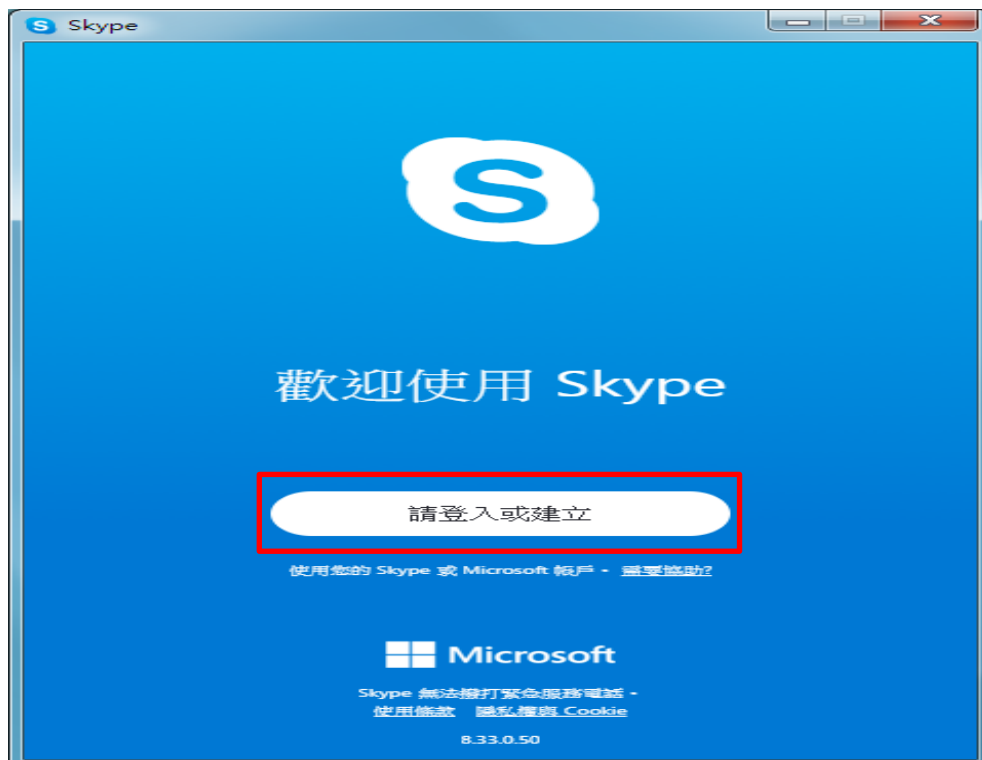 Skype
歡迎使用 Skype
請登入或建立
使用您的 Skype 或 Microsoft 帳戶。 需要協助?
Microsoft
Skype 無法撥打緊急服務電話。
使用條款 隱私權與 Cookie
8.33.0.50